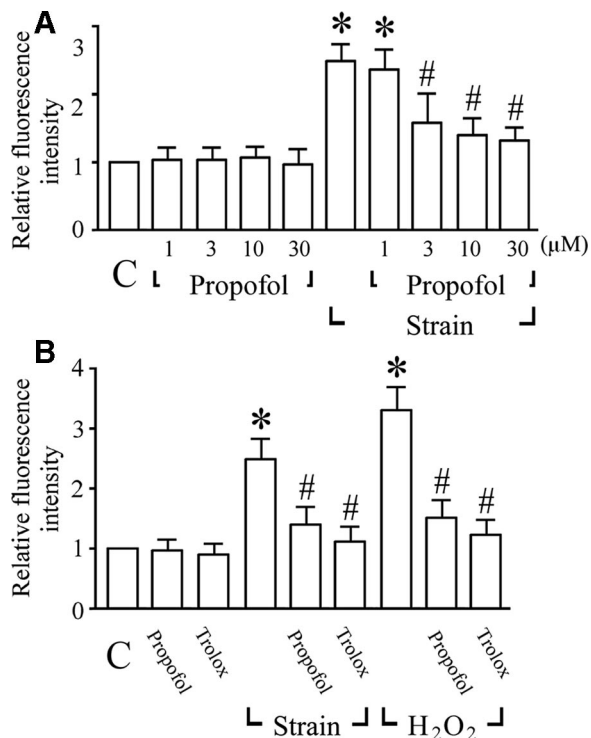 A
Relative fluorescence
intensity
3
2
1
0
* * # # #
1 3 10 30 1 3 10 30 (µM)
C Propofol Propofol
Strain
B
Relative fluorescence
intensity
4
3
2
1
0
* # # * # #
C Propofol Trolox Propofol Trolox Propofol Trolox
Strain H₂O₂